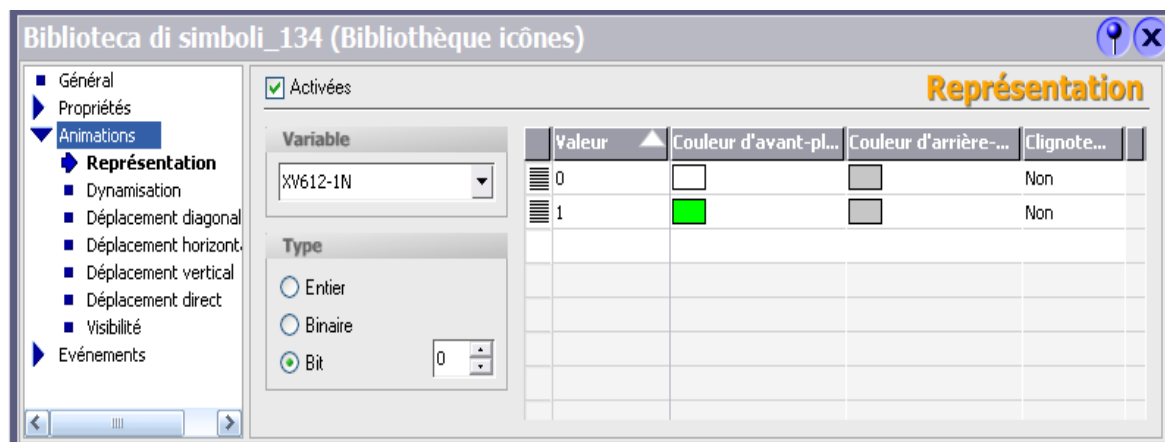 Biblioteca di simboli_134 (Bibliothèque icônes)
Général
Propriétés
Animations
Représentation
Dynamisation
Déplacement diagonal
Déplacement horizont
Déplacement vertical
Déplacement direct
Visibilité
Evénements
Activées
Représentation
Variable
XV612-1N
Type
Entier
Binaire
Bit 0
Valeur Couleur d'avant-pl... Couleur d'arrière-... Clignote...
0 Non
1 Non